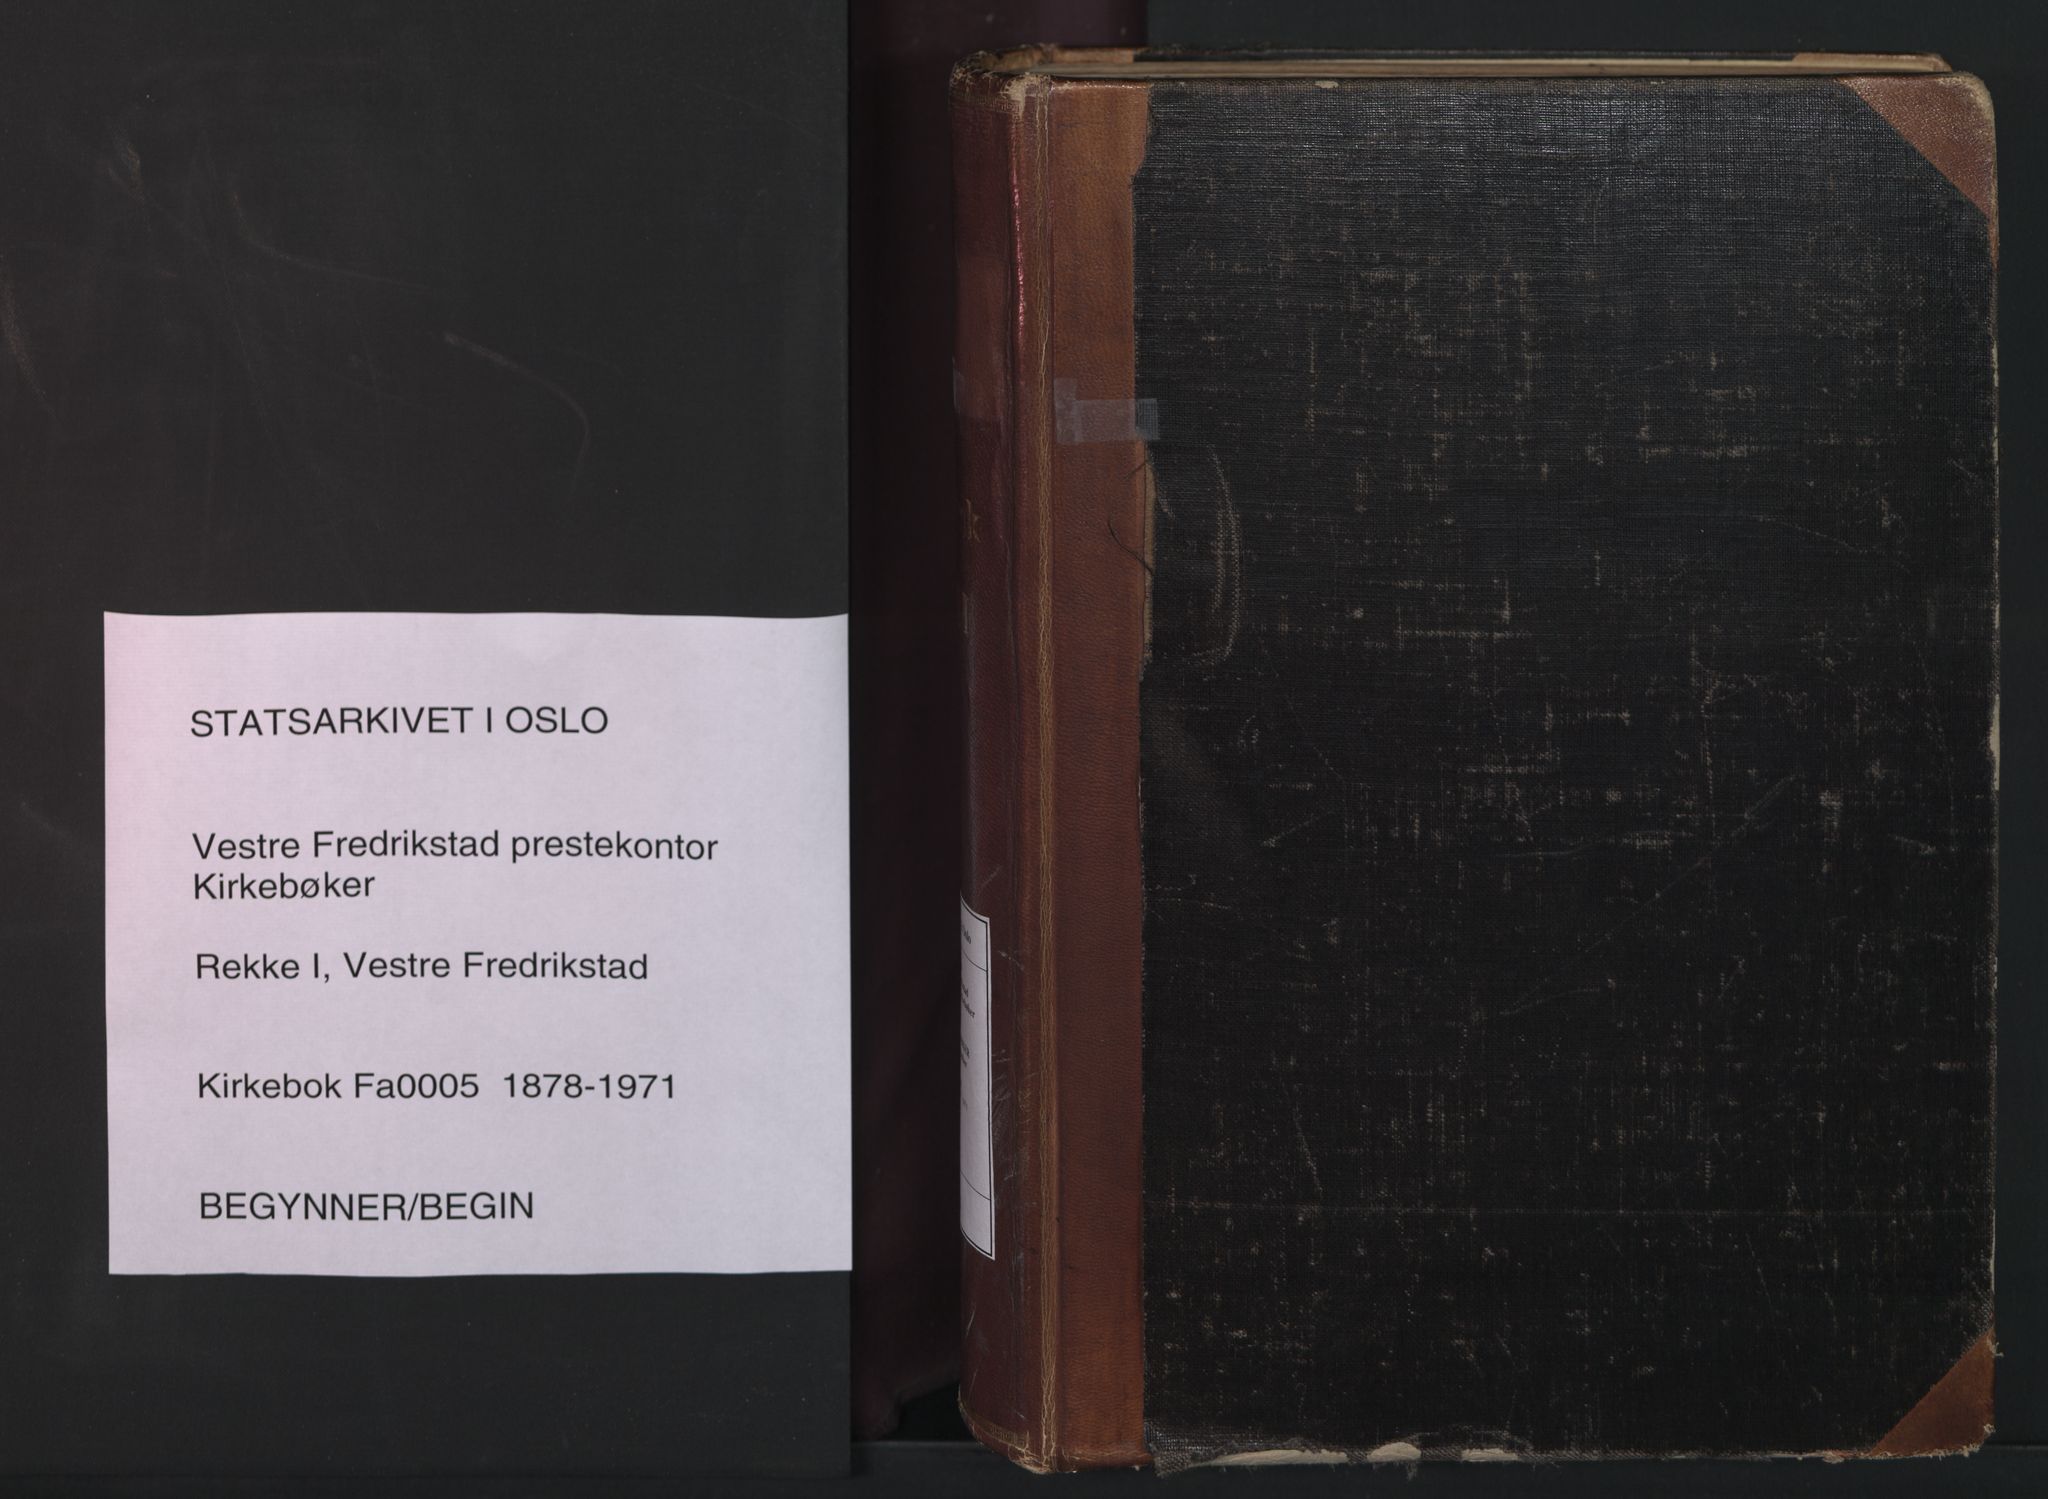 STATSARKIVET I OSLO
Vestre Fredrikstad prestekontor
Kirkebøker
Rekke I, Vestre Fredrikstad
Kirkebok Fa0005 1878-1971
BEGYNNER/BEGIN